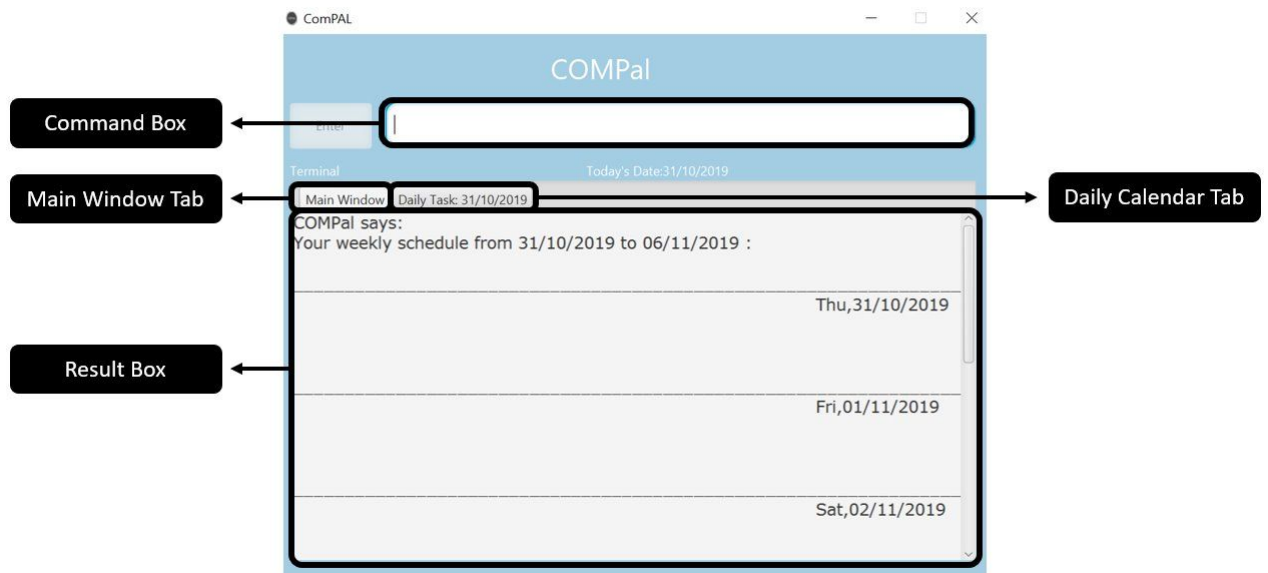 ComPAL
COMPal
Command Box
Enter
Terminal
Today's Date:31/10/2019
Main Window Tab
Main Window
Daily Task: 31/10/2019
Daily Calendar Tab
COMPal says:
Your weekly schedule from 31/10/2019 to 06/11/2019 :
Thu,31/10/2019
Result Box
Fri,01/11/2019
Sat,02/11/2019